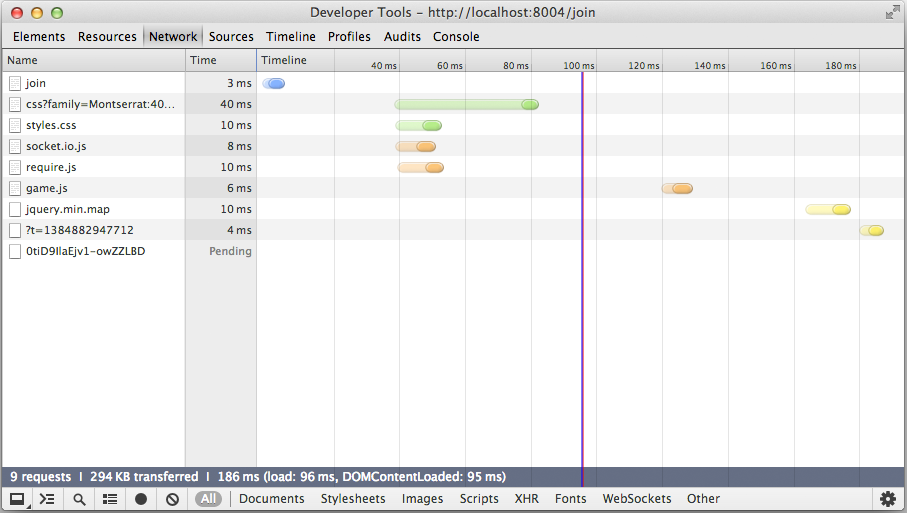 Developer Tools - http://localhost:8004/join
Elements Resources Network Sources Timeline Profiles Audits Console
Name Time Timeline
40 ms 60 ms 80 ms 100 ms 120 ms 140 ms 160 ms 180 ms
join 3 ms
css?family=Montserrat:40... 40 ms
styles.css 10 ms
socket.io.js 8 ms
require.js 10 ms
game.js 6 ms
jquery.min.map 10 ms
?t=1384882947712 4 ms
0tiD9IlaEjv1-owZZLBD Pending
9 requests | 294 KB transferred | 186 ms (load: 96 ms, DOMContentLoaded: 95 ms)
All Documents Stylesheets Images Scripts XHR Fonts WebSockets Other